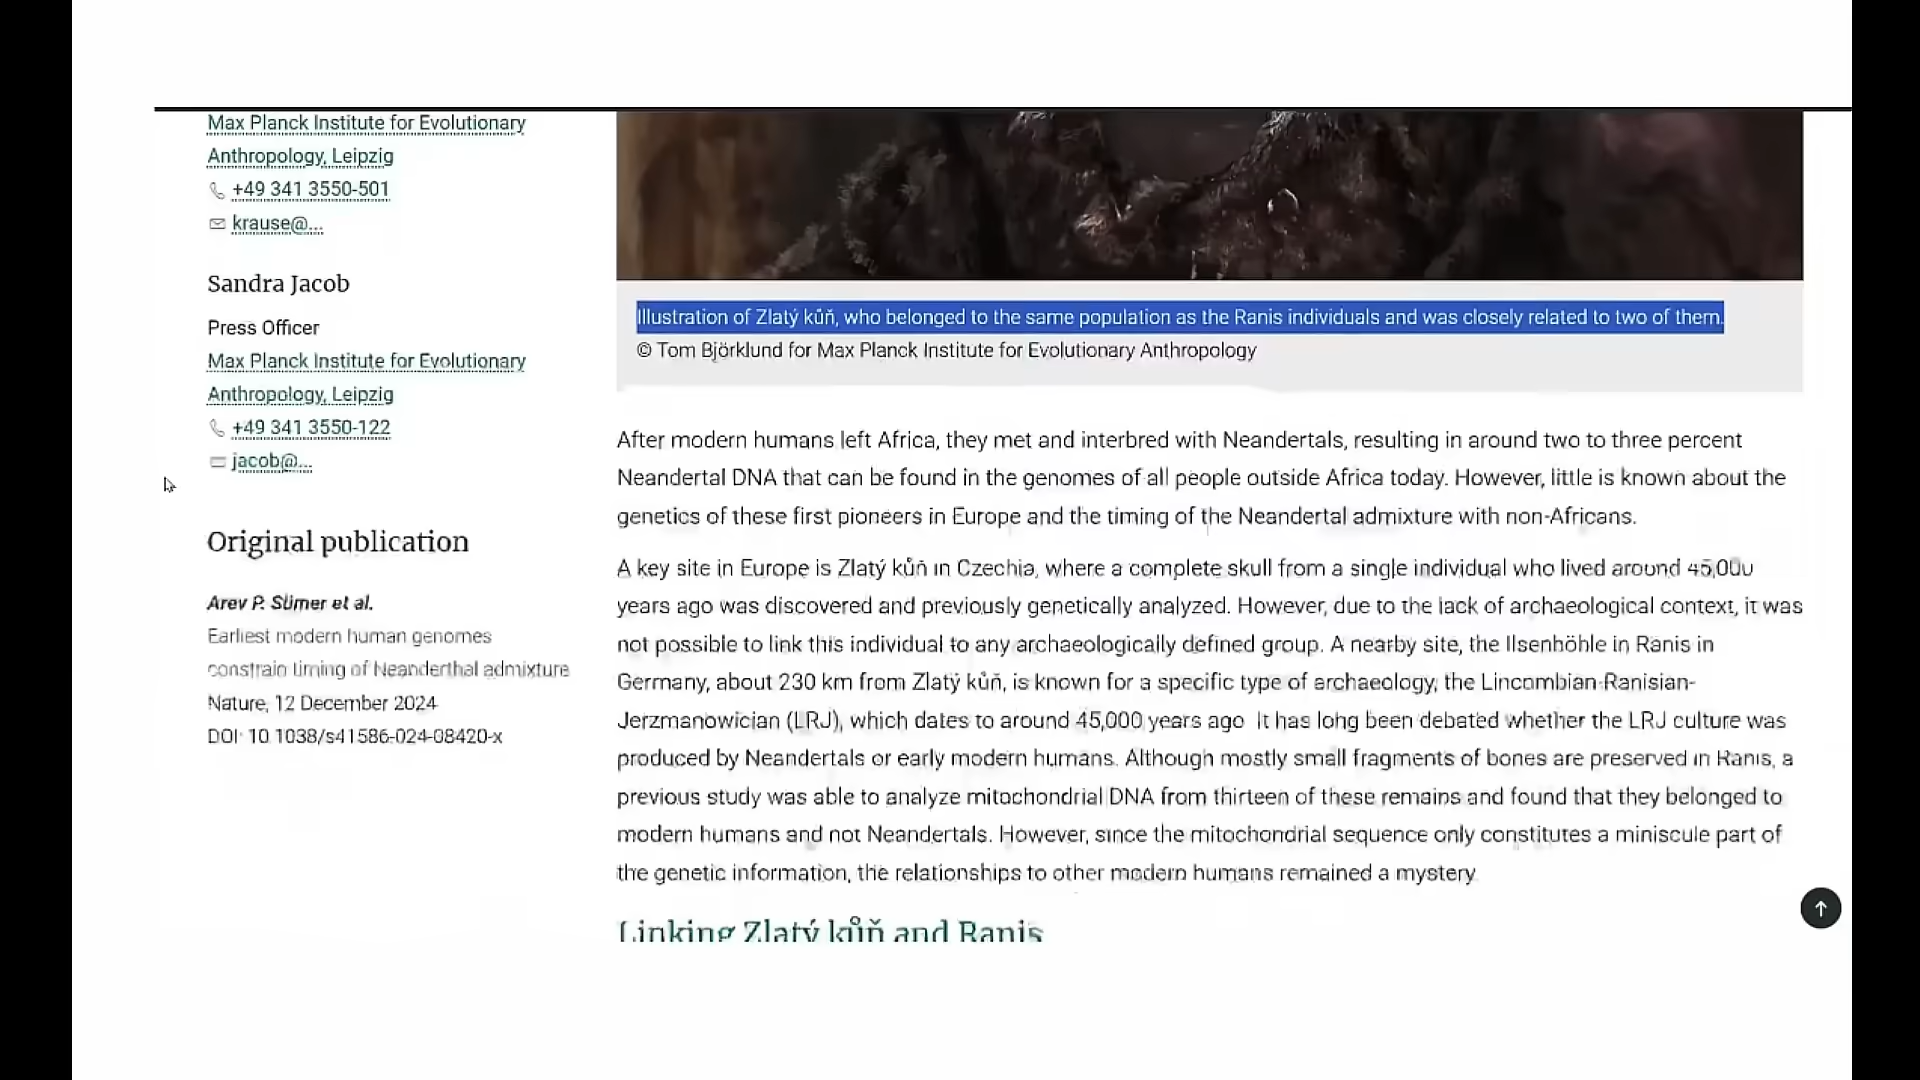 Max Planck Institute for Evolutionary
Anthropology, Leipzig
+49 341 3550-501
krause@...
Sandra Jacob
Press Officer
Max Planck Institute for Evolutionary
Anthropology, Leipzig
+49 341 3550-122
jacob@...
Original publication
Arev P. Sümer et al.
Earliest modern human genomes
constrain timing of Neanderthal admixture
Nature, 12 December 2024
DOI: 10.1038/s41586-024-08420-x
Illustration of Zlatý kůň, who belonged to the same population as the Ranis individuals and was closely related to two of them.
© Tom Björklund for Max Planck Institute for Evolutionary Anthropology
After modern humans left Africa, they met and interbred with Neandertals, resulting in around two to three percent
Neandertal DNA that can be found in the genomes of all people outside Africa today. However, little is known about the
genetics of these first pioneers in Europe and the timing of the Neandertal admixture with non-Africans.
A key site in Europe is Zlatý kůň in Czechia, where a complete skull from a single individual who lived around 45,000
years ago was discovered and previously genetically analyzed. However, due to the lack of archaeological context, it was
not possible to link this individual to any archaeologically defined group. A nearby site, the Ilsenhöhle in Ranis in
Germany, about 230 km from Zlatý kůň, is known for a specific type of archaeology, the Lincombian-Ranisian-
Jerzmanowician (LRJ), which dates to around 45,000 years ago. It has long been debated whether the LRJ culture was
produced by Neandertals or early modern humans. Although mostly small fragments of bones are preserved in Ranis, a
previous study was able to analyze mitochondrial DNA from thirteen of these remains and found that they belonged to
modern humans and not Neandertals. However, since the mitochondrial sequence only constitutes a miniscule part of
the genetic information, the relationships to other modern humans remained a mystery.
Linking Zlatý kůň and Ranis